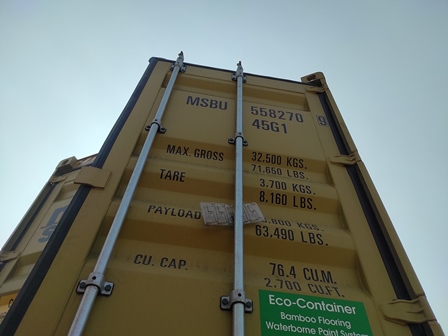 MSBU 558270 9
45G1
MAX. GROSS 32.500 KGS.
71.650 LBS.
TARE 3.700 KGS.
8,160 LBS.
PAYLOAD .800 KGS.
63,490 LBS.
CU. CAP. 76.4 CU.M.
2.700 CU.FT.
Eco-Container
Bamboo Flooring
Waterborne Paint System